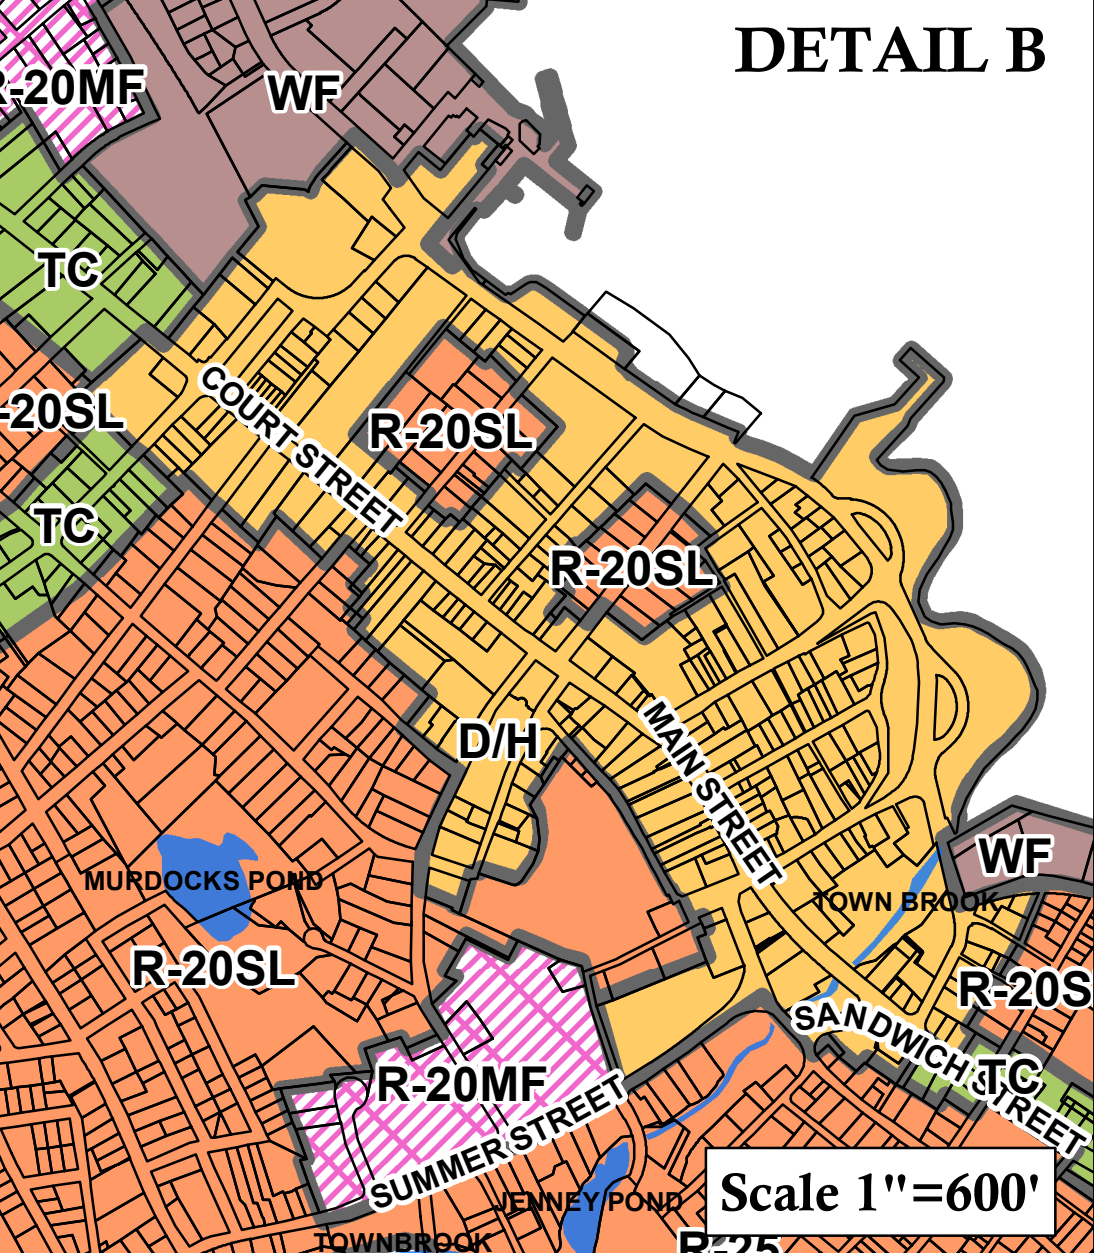 DETAIL B
R-20MF
WF
TC
-20SL
COURT STREET
R-20SL
TC
R-20SL
D/H
MAIN STREET
WF
MURDOCKS POND
TOWN BROOK
R-20SL
R-20S
SANDWICH STREET
TC
R-20MF
SUMMER STREET
JENNEY POND
Scale 1"=600'
TOWNBROOK
R-25